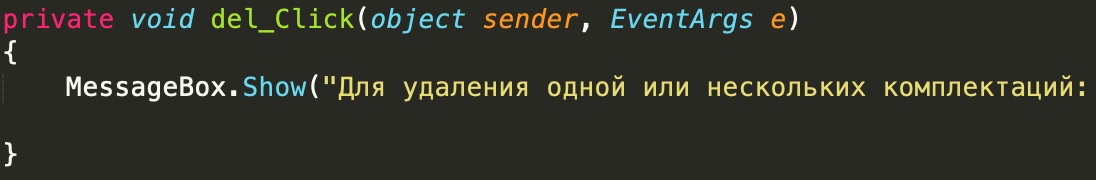 private void del_Click(object sender, EventArgs e)
{
MessageBox.Show("Для удаления одной или нескольких комплектаций:
}